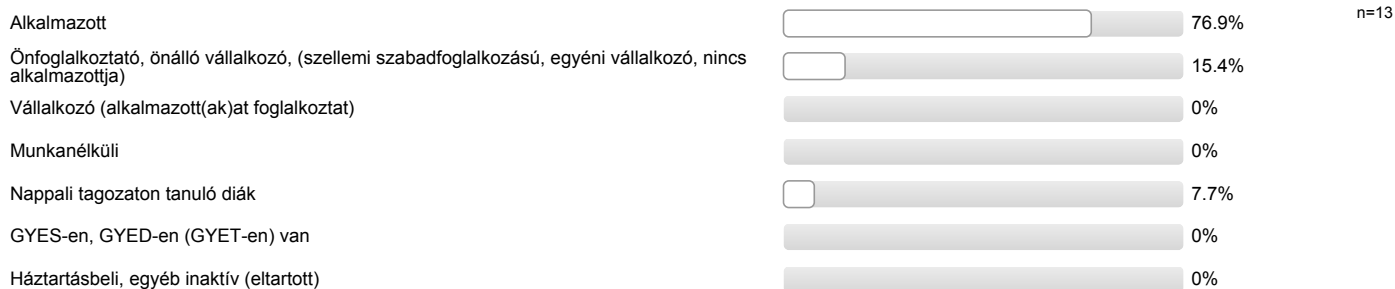 Alkalmazott 76.9% n=13
Önfoglalkoztató, önálló vállalkozó, (szellemi szabadfoglalkozású, egyéni vállalkozó, nincs
alkalmazottja) 15.4%
Vállalkozó (alkalmazott(ak)at foglalkoztat) 0%
Munkanélküli 0%
Nappali tagozaton tanuló diák 7.7%
GYES-en, GYED-en (GYET-en) van 0%
Háztartásbeli, egyéb inaktív (eltartott) 0%